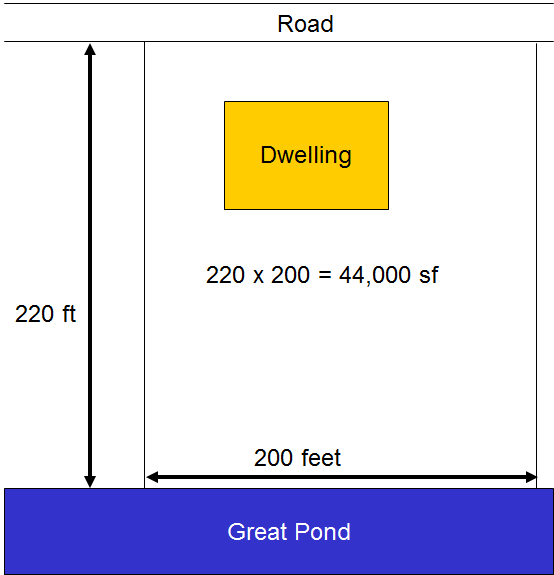 Road
Dwelling
220 x 200 = 44,000 sf
220 ft
200 feet
Great Pond